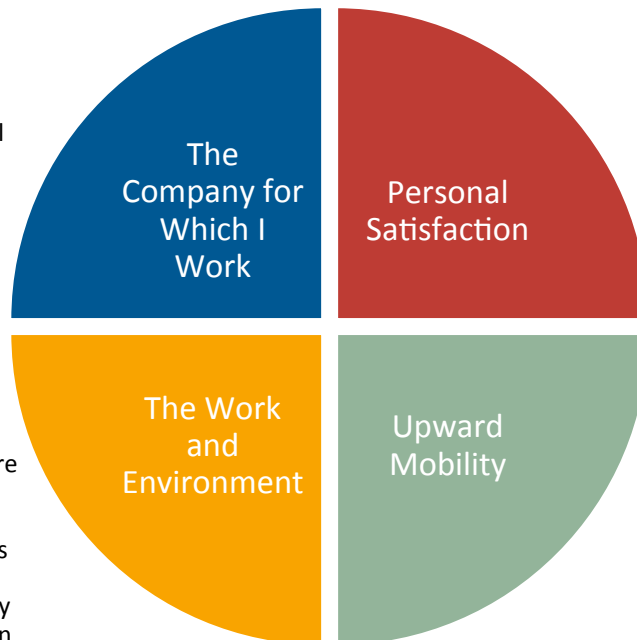 The
Company for
Which I
Work
Personal
Satisfaction
The Work
and
Environment
Upward
Mobility